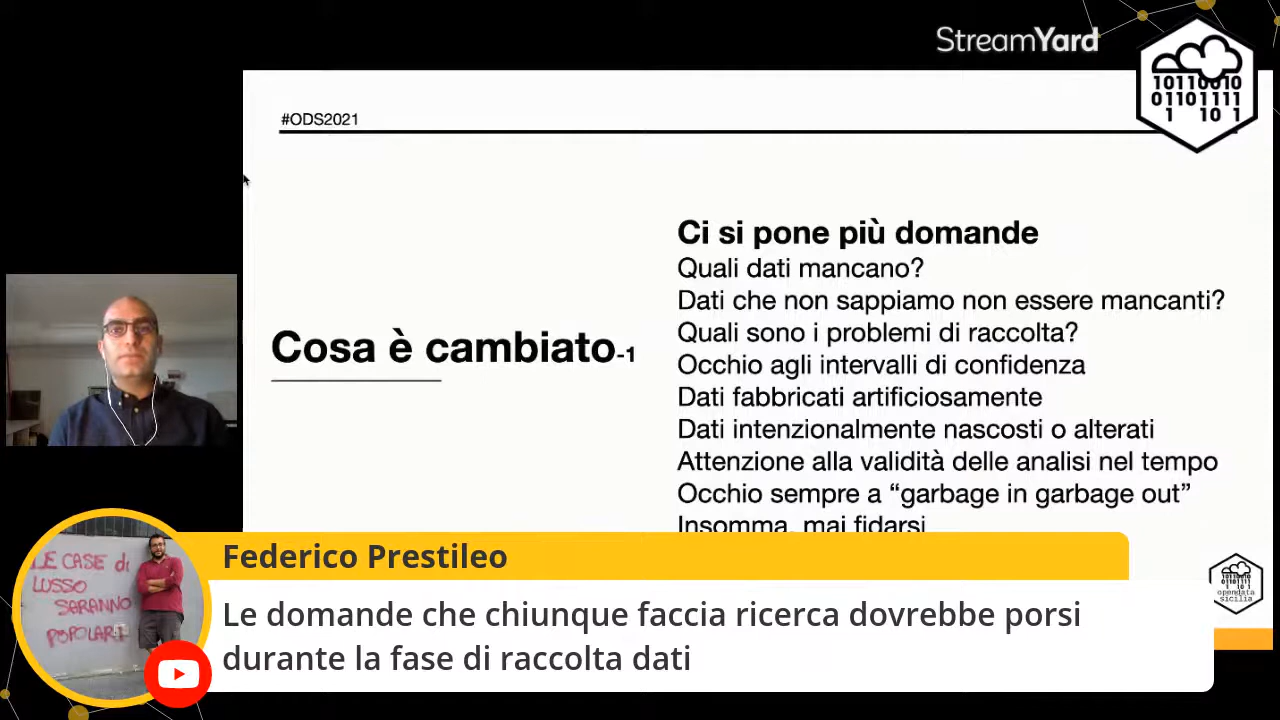 StreamYard
10110010
01101111
1 10 1
#ODS2021
Ci si pone più domande
Quali dati mancano?
Dati che non sappiamo non essere mancanti?
Quali sono i problemi di raccolta?
Cosa è cambiato-1
Occhio agli intervalli di confidenza
Dati fabbricati artificiosamente
Dati intenzionalmente nascosti o alterati
Attenzione alla validità delle analisi nel tempo
Occhio sempre a “garbage in garbage out”
Insomma, mai fidarsi
LE CASE di
LUSSO
SARANNO
POPOLARI
Federico Prestileo
Le domande che chiunque faccia ricerca dovrebbe porsi
durante la fase di raccolta dati
opendata
sicilia